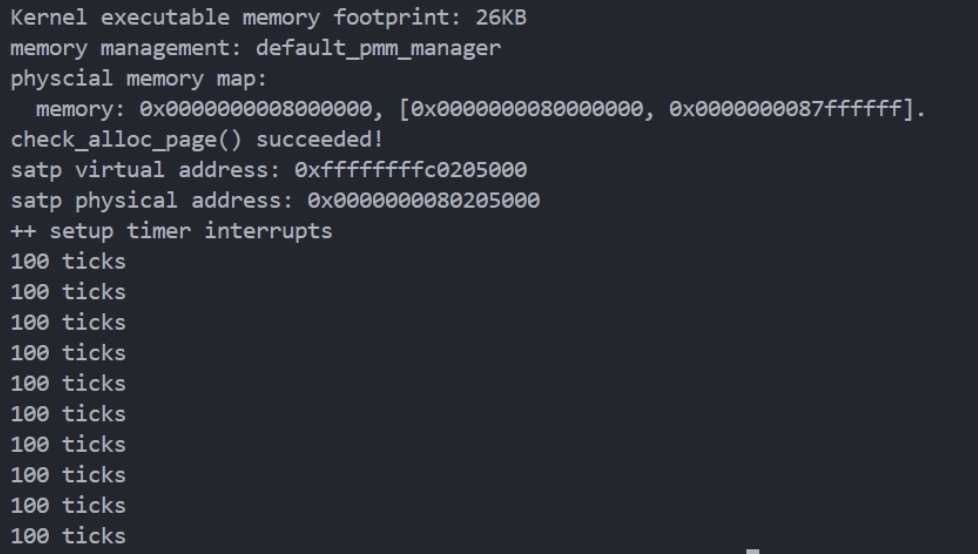 Kernel executable memory footprint: 26KB
memory management: default_pmm_manager
physcial memory map:
  memory: 0x0000000008000000, [0x0000000080000000, 0x0000000087ffffff].
check_alloc_page() succeeded!
satp virtual address: 0xffffffffc0205000
satp physical address: 0x0000000080205000
++ setup timer interrupts
100 ticks
100 ticks
100 ticks
100 ticks
100 ticks
100 ticks
100 ticks
100 ticks
100 ticks
100 ticks